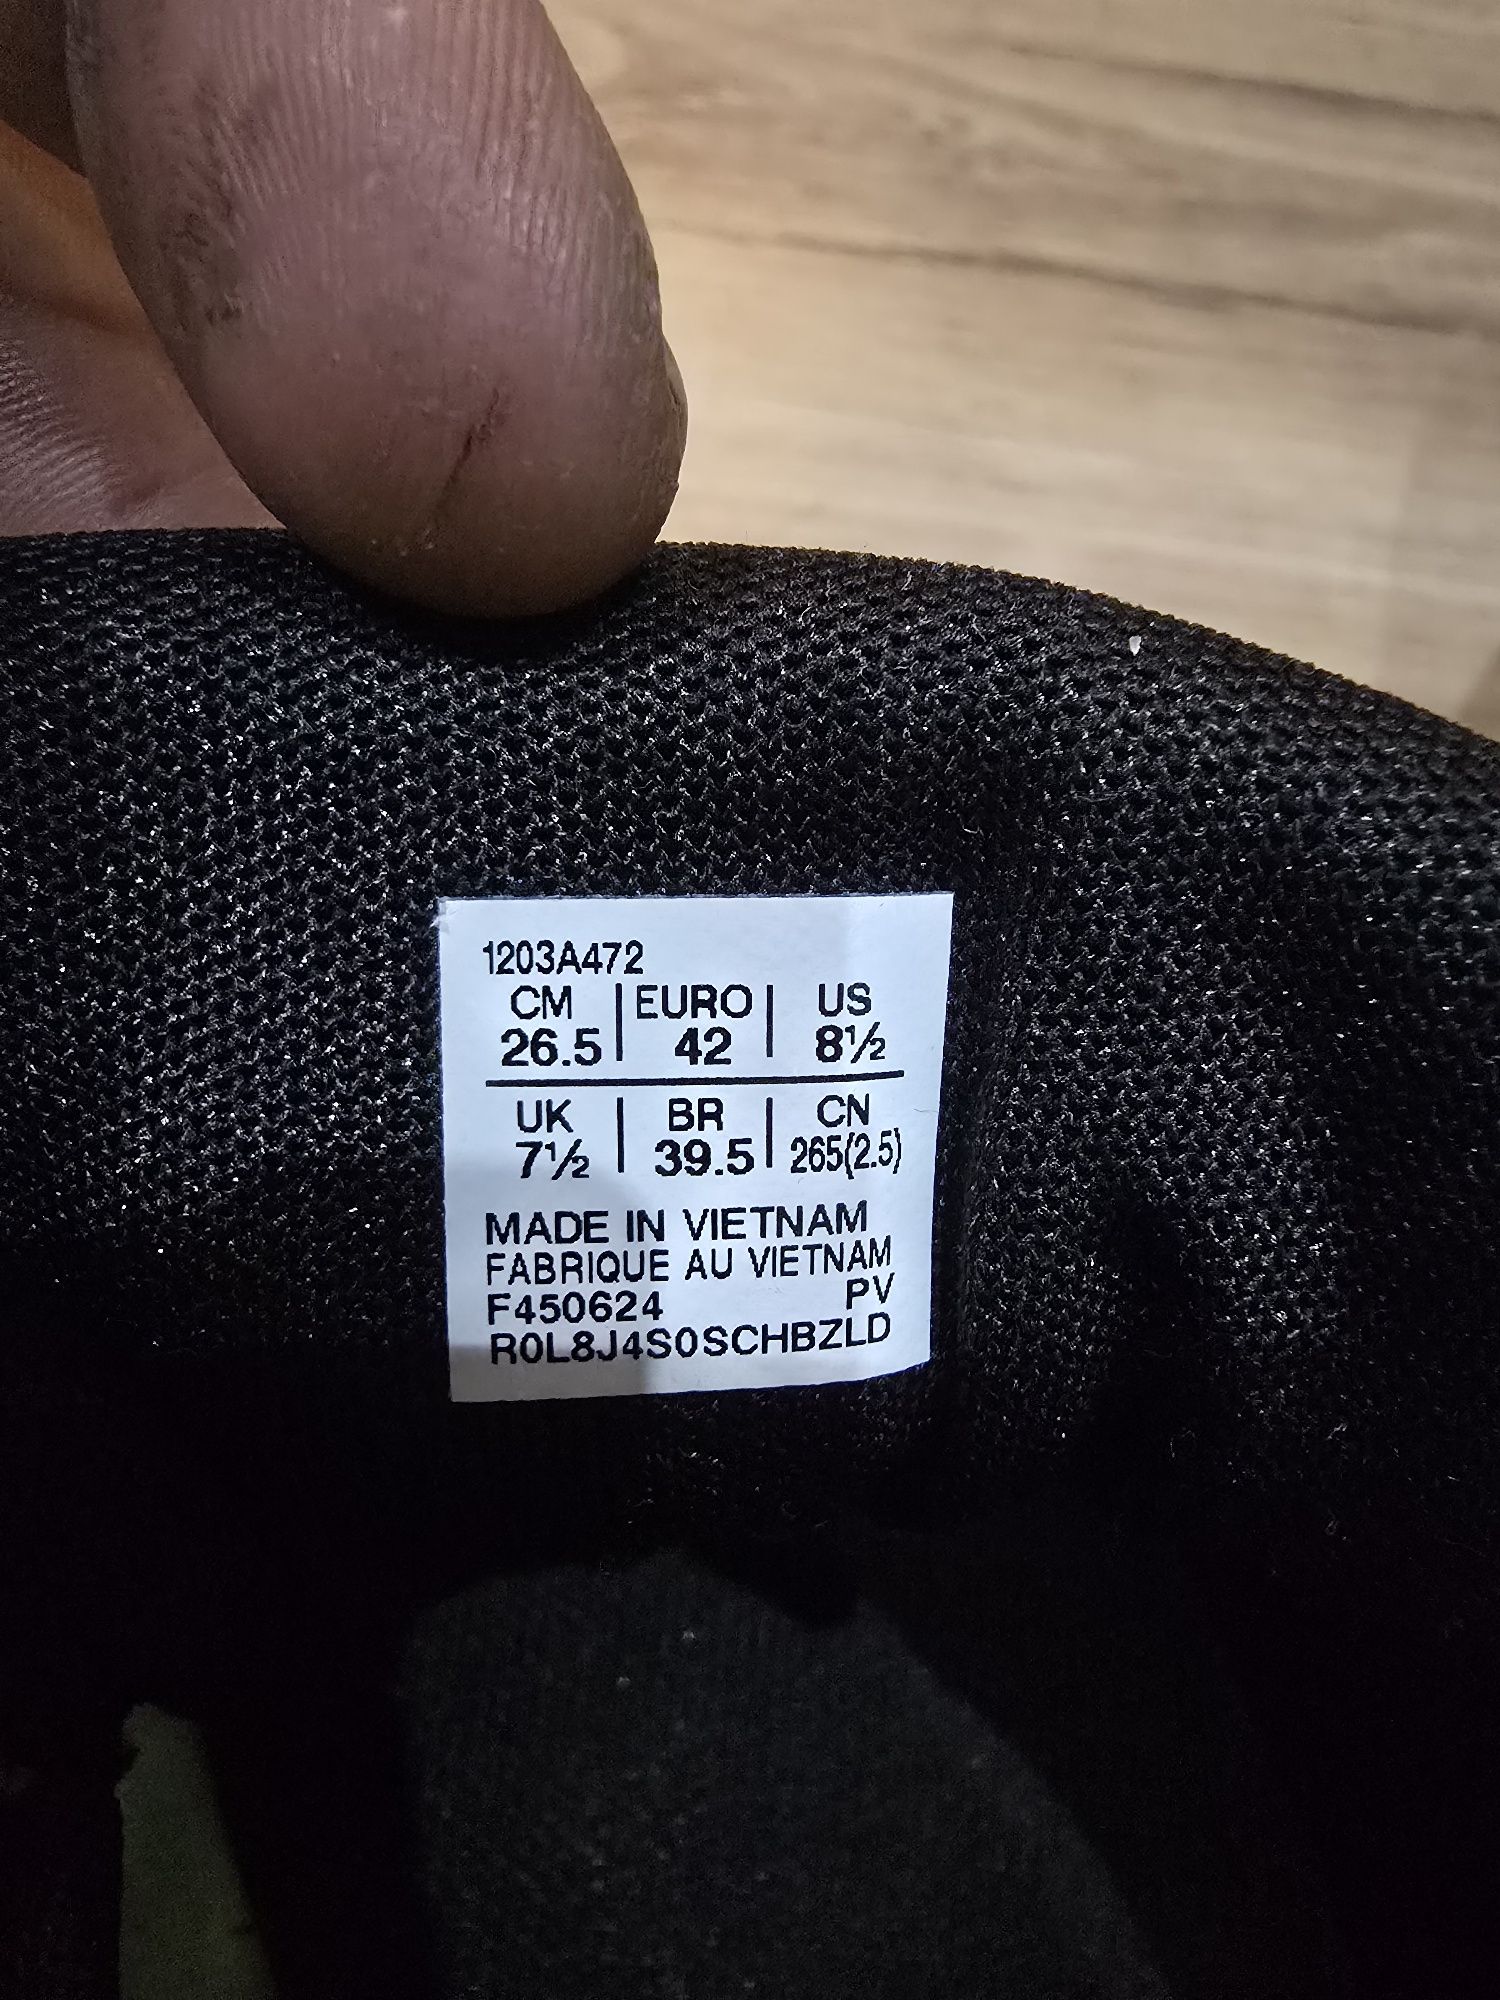 1203A472
CM | EURO | US
26.5 | 42 | 8½
UK | BR | CN
7½ | 39.5 | 265(2.5)
MADE IN VIETNAM
FABRIQUE AU VIETNAM
F450624 PV
R0L8J4S0SCHBZLD